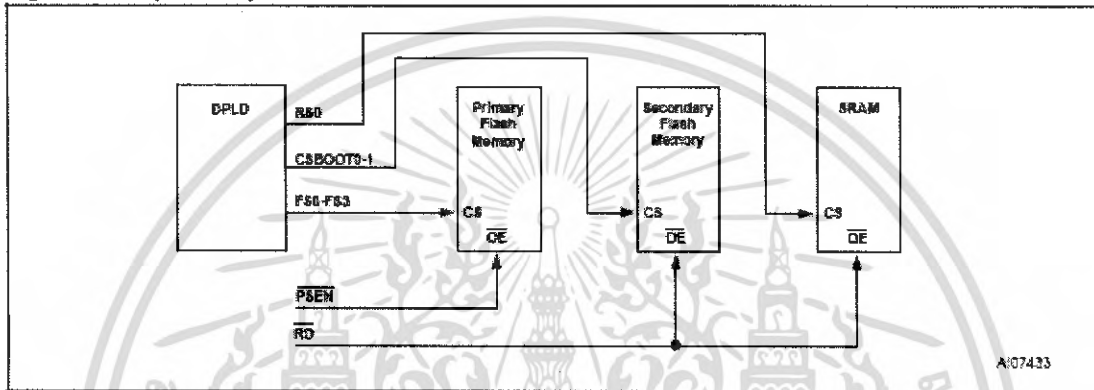 DPLD
RS0
CSBOOT0-1
FS0-FS3
Primary
Flash
Memory
CS
OE
Secondary
Flash
Memory
CS
OE
SRAM
CS
OE
PSEN
RD
AI07433